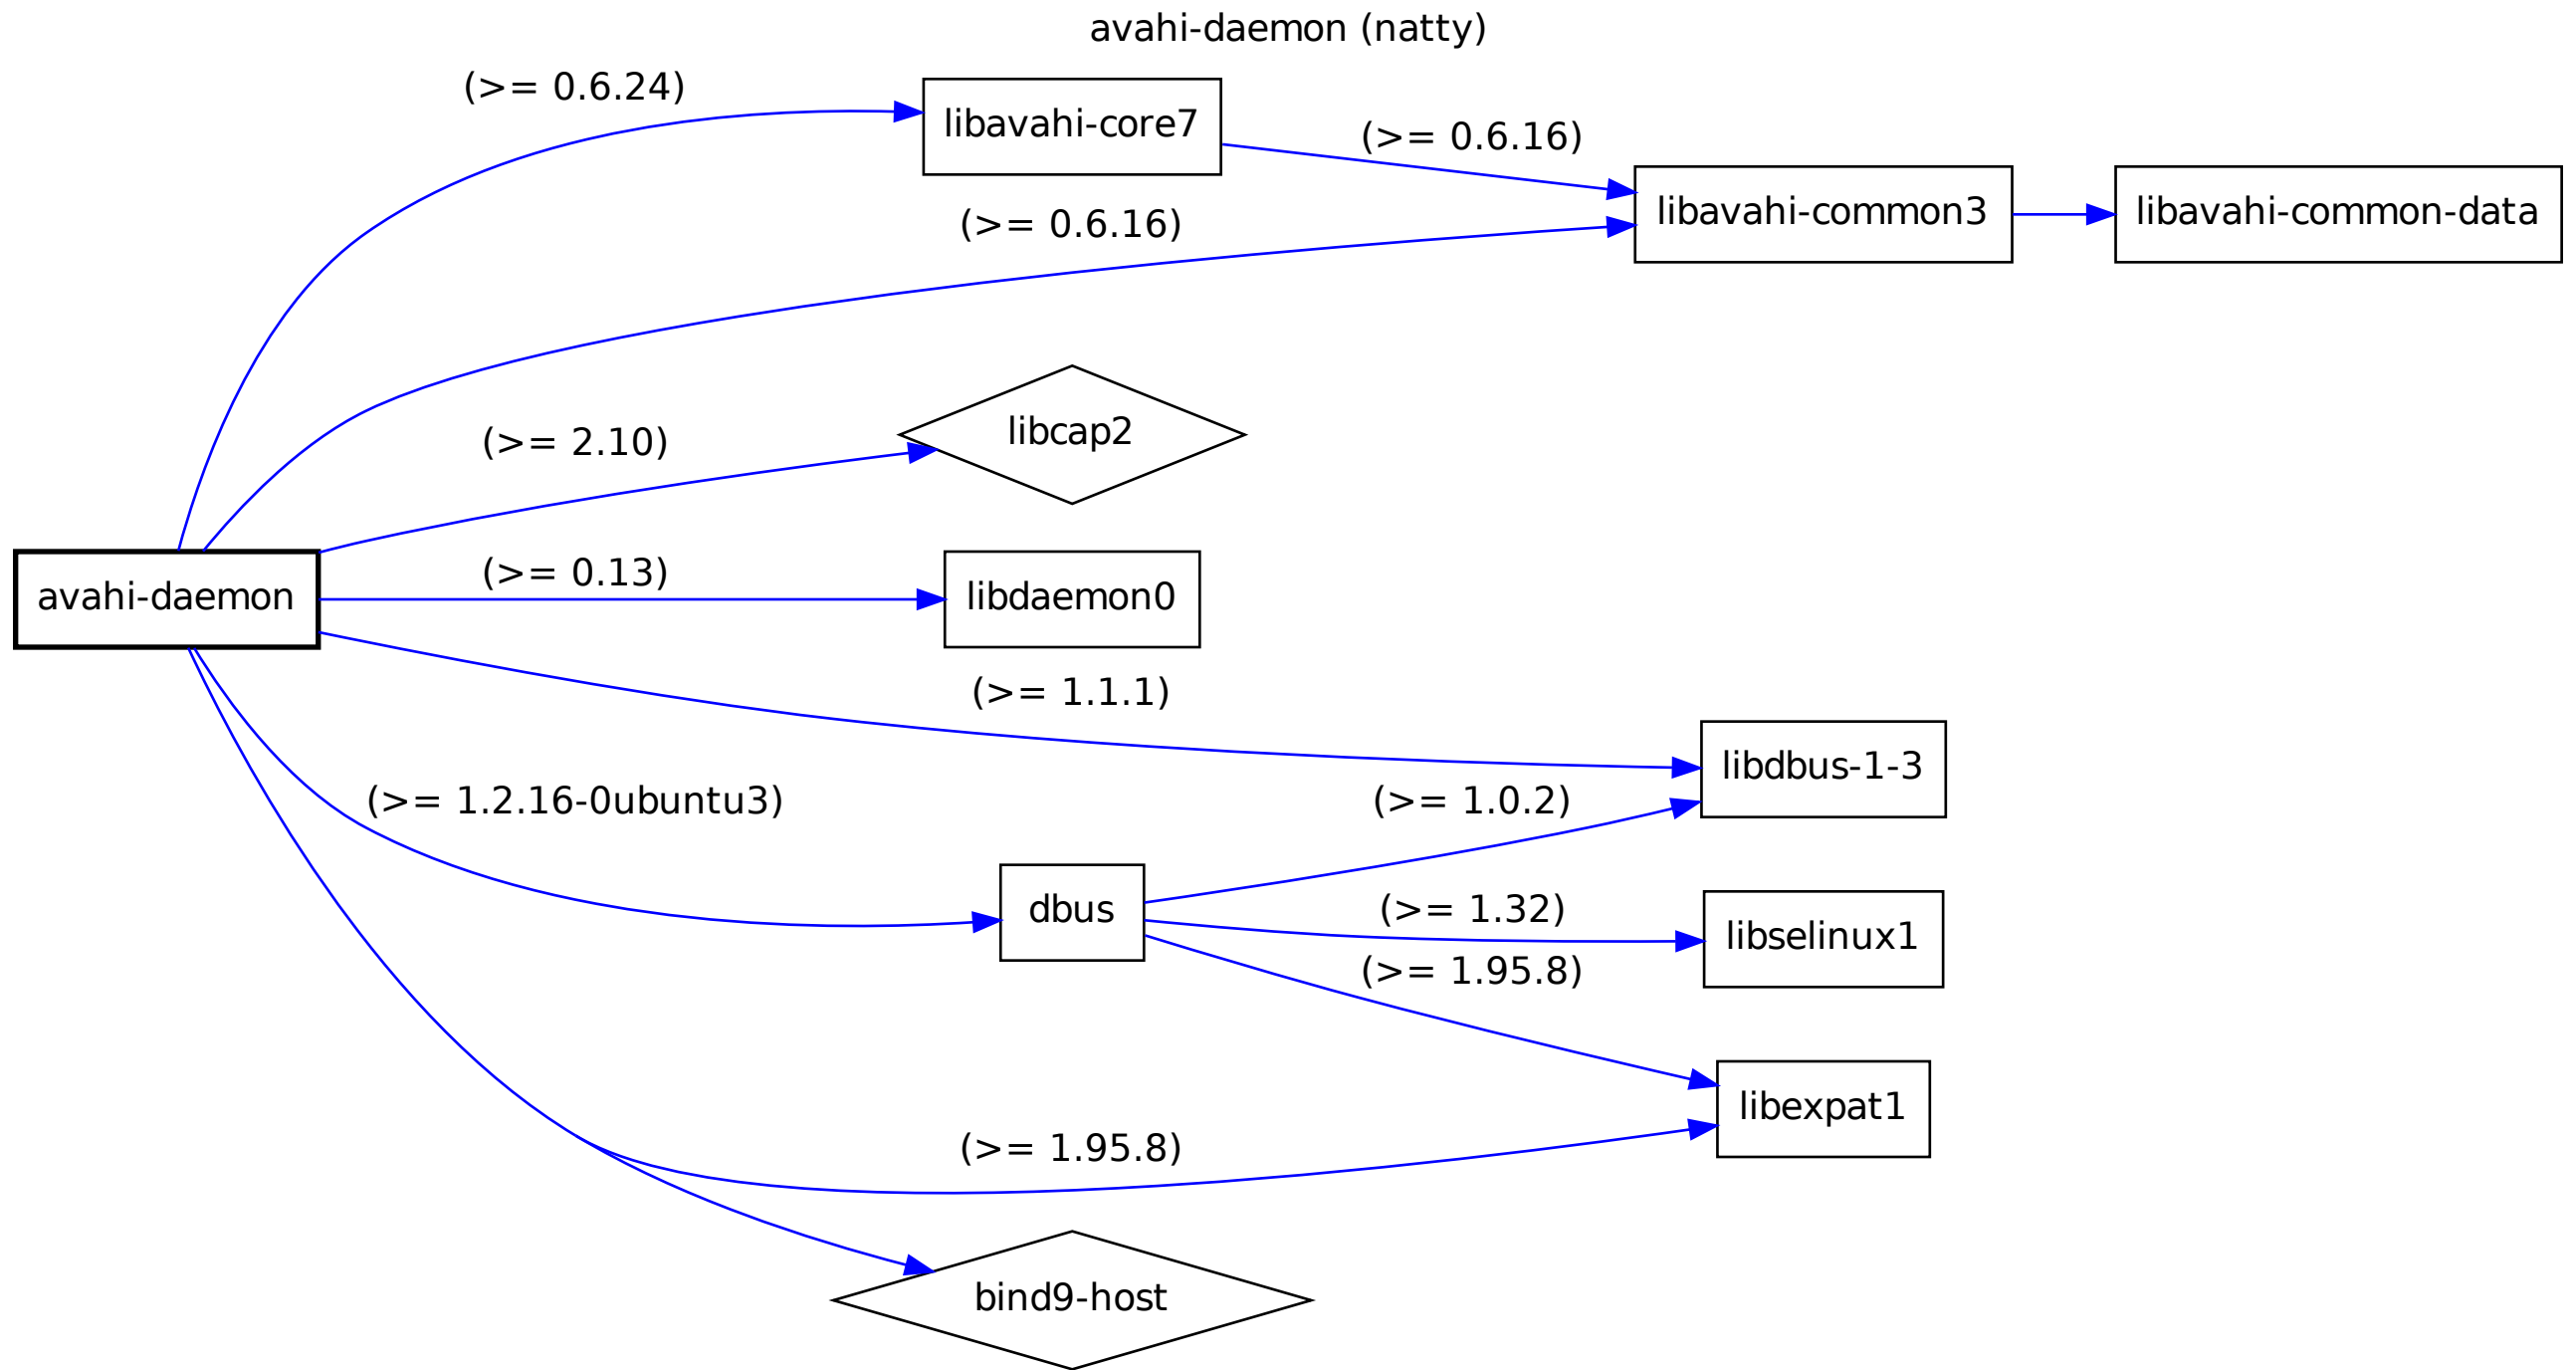 avahi-daemon (natty)
(>= 0.6.24)
libavahi-core7
(>= 0.6.16)
libavahi-common3
libavahi-common-data
(>= 0.6.16)
libcap2
(>= 2.10)
avahi-daemon
(>= 0.13)
libdaemon0
(>= 1.1.1)
libdbus-1-3
(>= 1.2.16-0ubuntu3)
(>= 1.0.2)
dbus
(>= 1.32)
libselinux1
(>= 1.95.8)
libexpat1
(>= 1.95.8)
bind9-host